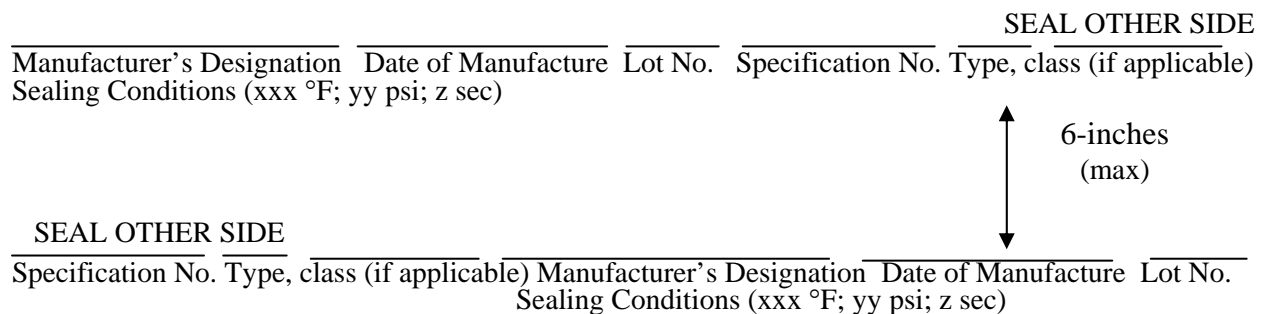 SEAL OTHER SIDE
Manufacturer's Designation Date of Manufacture Lot No. Specification No. Type, class (if applicable)
Sealing Conditions (xxx °F; yy psi; z sec)
6-inches
(max)
SEAL OTHER SIDE
Specification No. Type, class (if applicable) Manufacturer's Designation Date of Manufacture Lot No.
Sealing Conditions (xxx °F; yy psi; z sec)